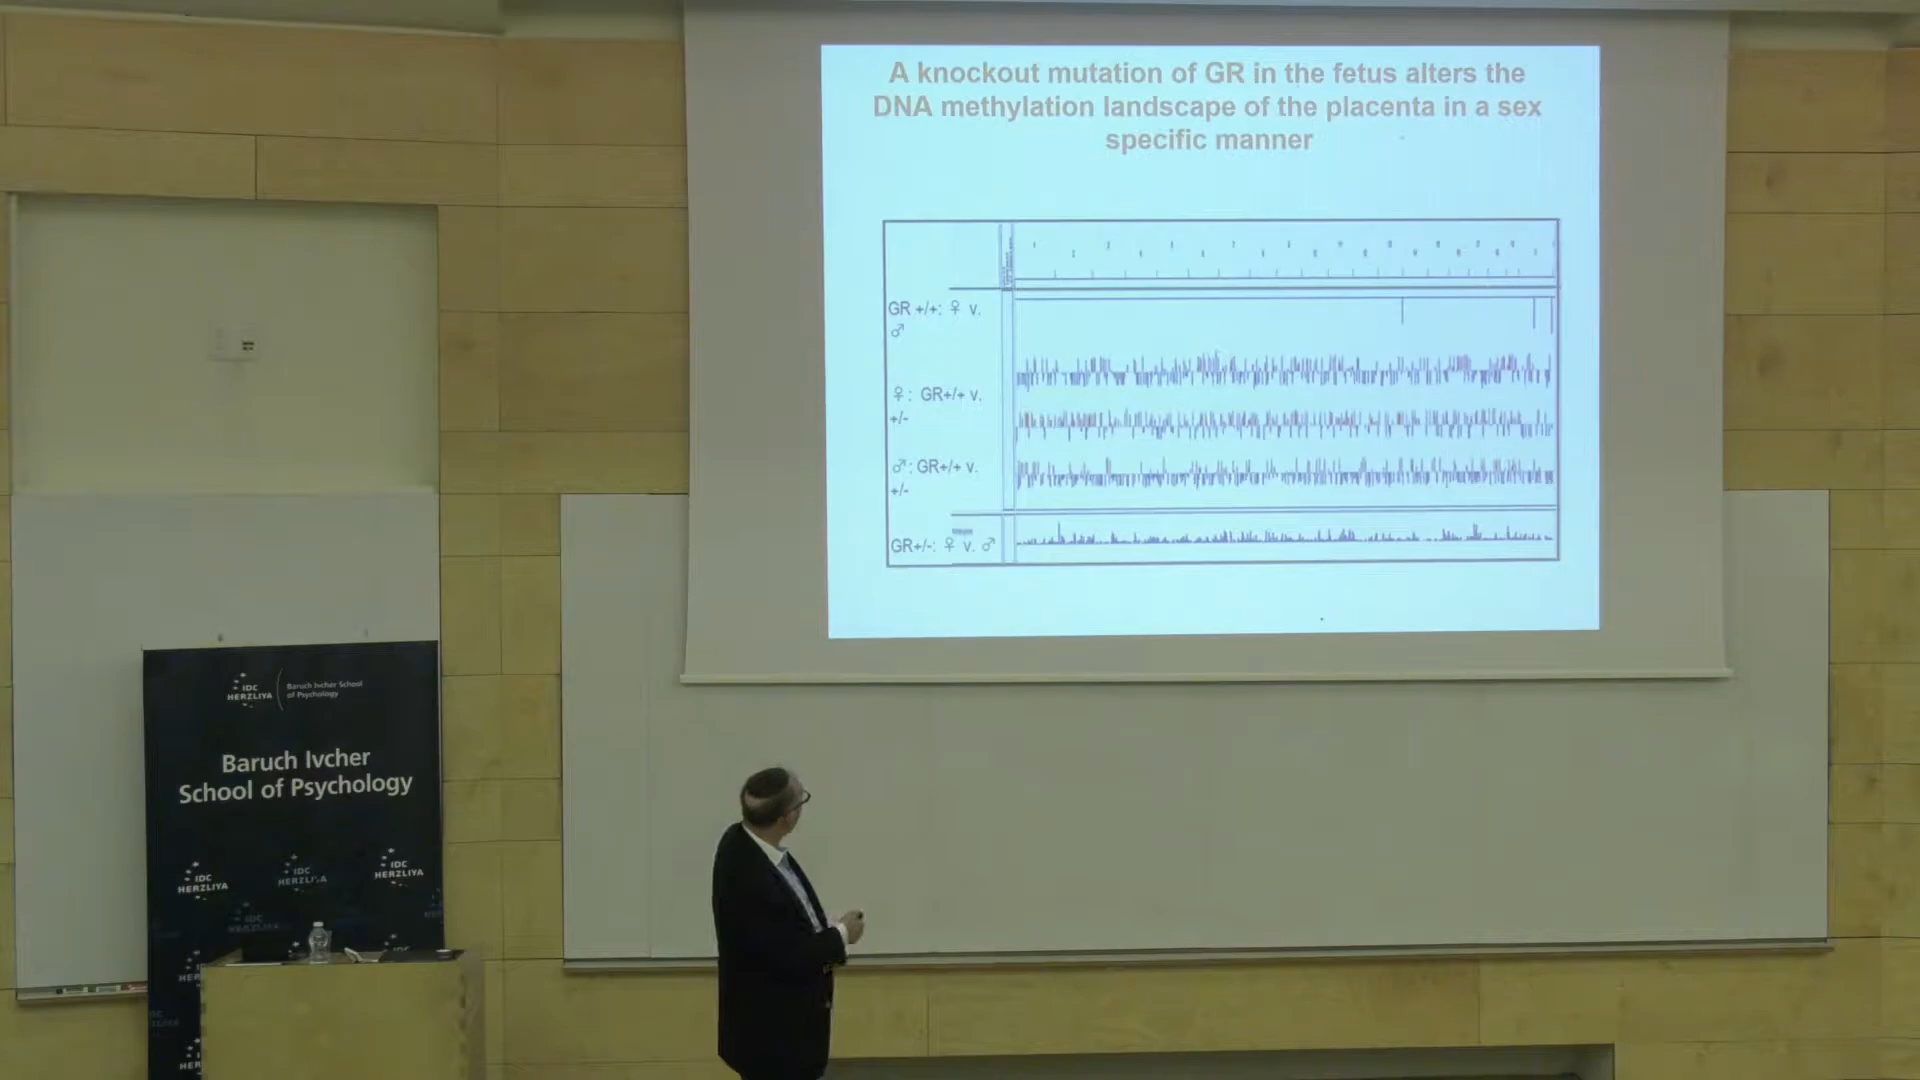 A knockout mutation of GR in the fetus alters the
DNA methylation landscape of the placenta in a sex
specific manner
GR +/+: ♀ v.
♂
♀: GR+/+ v.
+/-
♂: GR+/+ v.
+/-
GR+/-: ♀ v. ♂
IDC
HERZLIYA
Baruch Ivcher School
of Psychology
Baruch Ivcher
School of Psychology
IDC
HERZLIYA
IDC
HERZLIYA
IDC
HERZLIYA
IDC
HERZLIYA